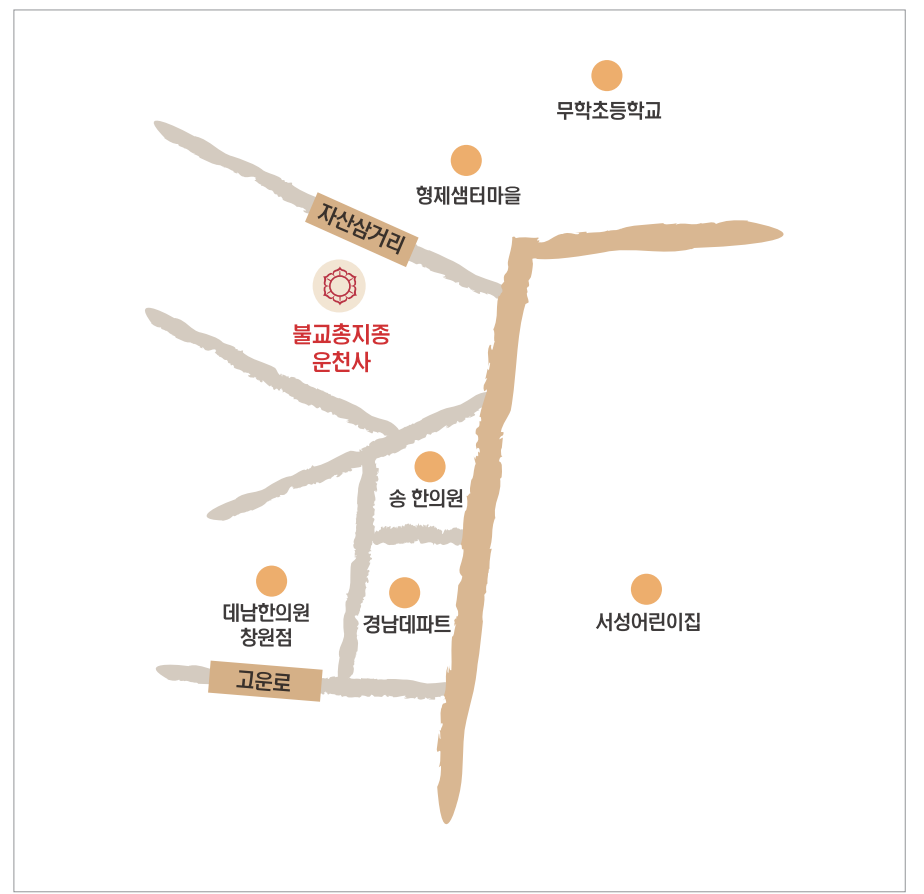 무학초등학교
형제샘터마을
자산삼거리
불교총지종
운천사
송 한의원
데남한의원
창원점
경남데파트
서성어린이집
고운로